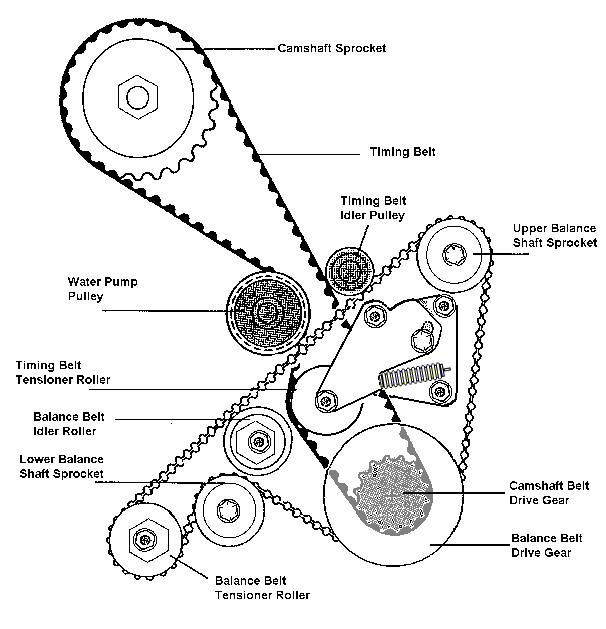 Camshaft Sprocket
Timing Belt
Timing Belt
Idler Pulley
Upper Balance
Shaft Sprocket
Water Pump
Pulley
Timing Belt
Tensioner Roller
Balance Belt
Idler Roller
Lower Balance
Shaft Sprocket
Camshaft Belt
Drive Gear
Balance Belt
Drive Gear
Balance Belt
Tensioner Roller